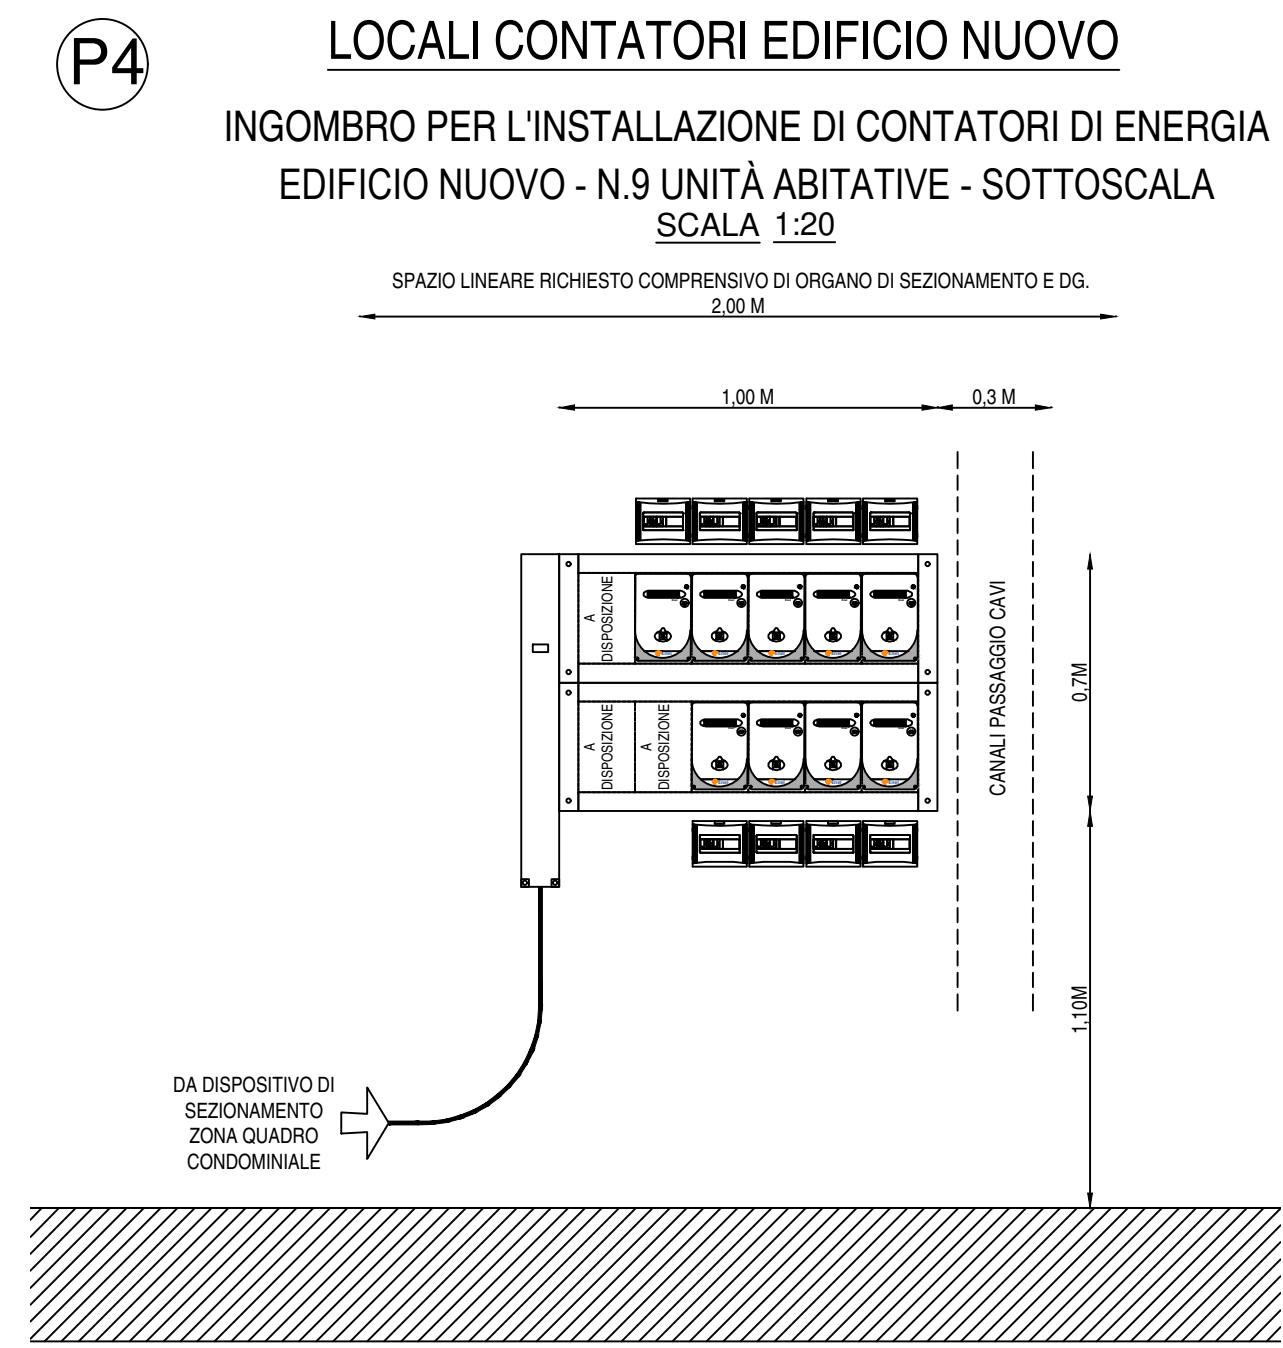 P4
LOCALI CONTATORI EDIFICIO NUOVO
INGOMBRO PER L'INSTALLAZIONE DI CONTATORI DI ENERGIA
EDIFICIO NUOVO - N.9 UNITÀ ABITATIVE - SOTTOSCALA
SCALA 1:20
SPAZIO LINEARE RICHIESTO COMPRENSIVO DI ORGANO DI SEZIONAMENTO E DG.
2,00 M
1,00 M
0,3 M
A
DISPOSIZIONE
A
DISPOSIZIONE
A
DISPOSIZIONE
CANALI PASSAGGIO CAVI
0,7M
1,10M
DA DISPOSITIVO DI
SEZIONAMENTO
ZONA QUADRO
CONDOMINIALE